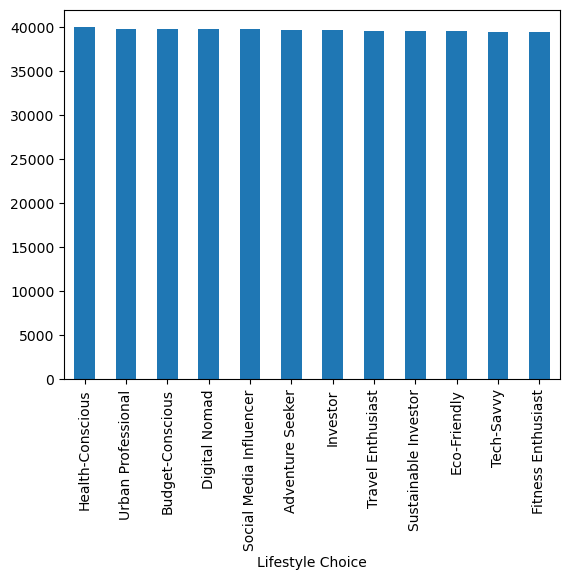 40000
35000
30000
25000
20000
15000
10000
5000
0
Health-Conscious
Urban Professional
Budget-Conscious
Digital Nomad
Social Media Influencer
Adventure Seeker
Investor
Travel Enthusiast
Sustainable Investor
Eco-Friendly
Tech-Savvy
Fitness Enthusiast
Lifestyle Choice